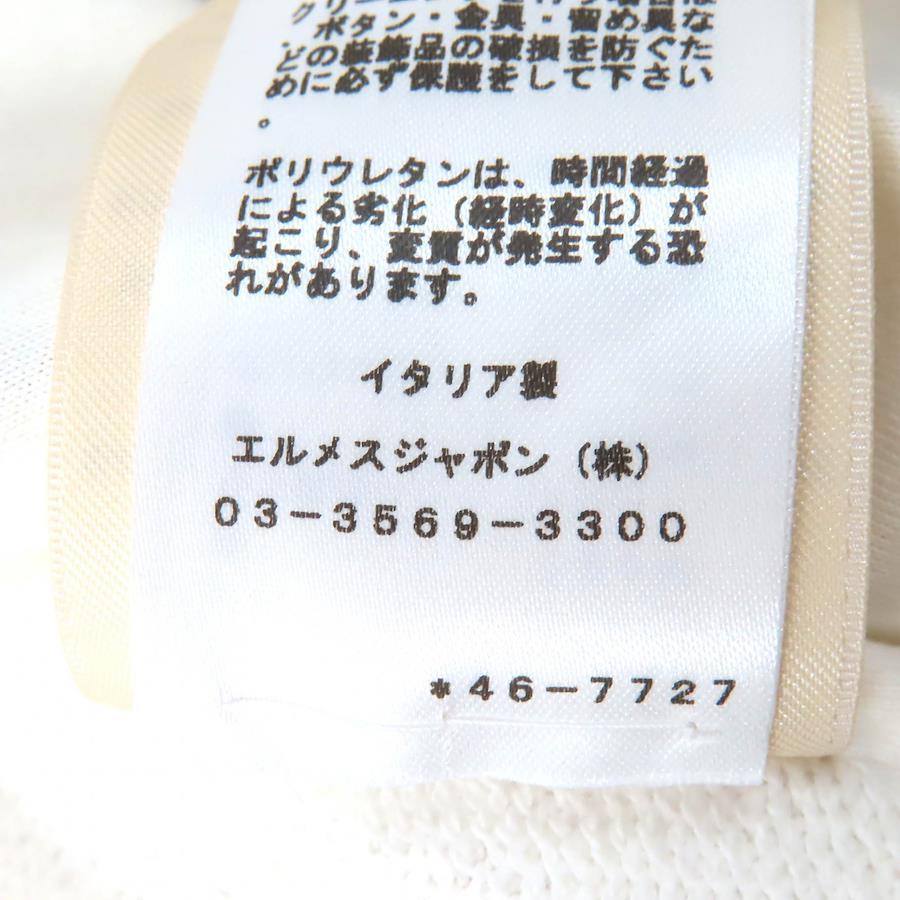 ボタン・金具・留め具な
どの装飾品の破損を防ぐた
めに必ず保護をして下さい
。
ポリウレタンは、時間経過
による劣化（経時変化）が
起こり、変質が発生する恐
れがあります。
イタリア製
エルメスジャポン（株）
03-3569-3300
*46-7727